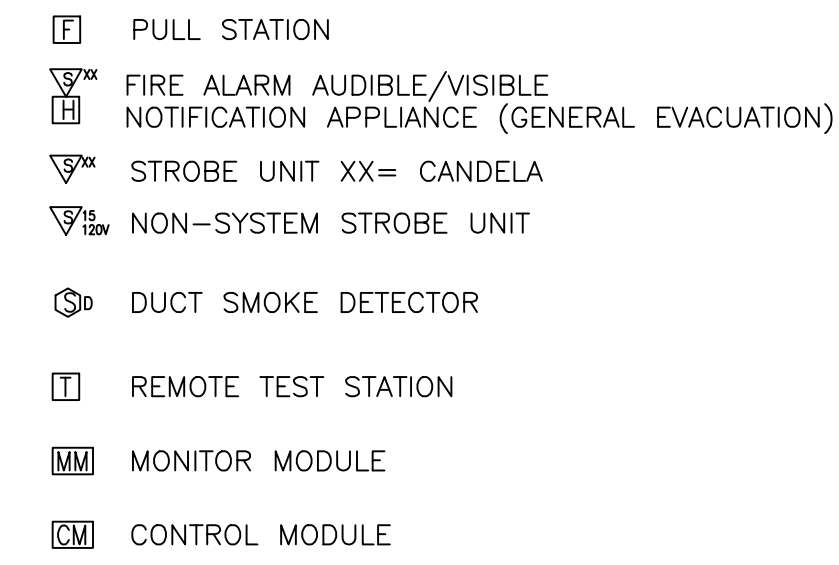 F PULL STATION
S XX FIRE ALARM AUDIBLE/VISIBLE
H NOTIFICATION APPLIANCE (GENERAL EVACUATION)
S XX STROBE UNIT XX= CANDELA
S 15 120V NON-SYSTEM STROBE UNIT
S D DUCT SMOKE DETECTOR
T REMOTE TEST STATION
MM MONITOR MODULE
CM CONTROL MODULE